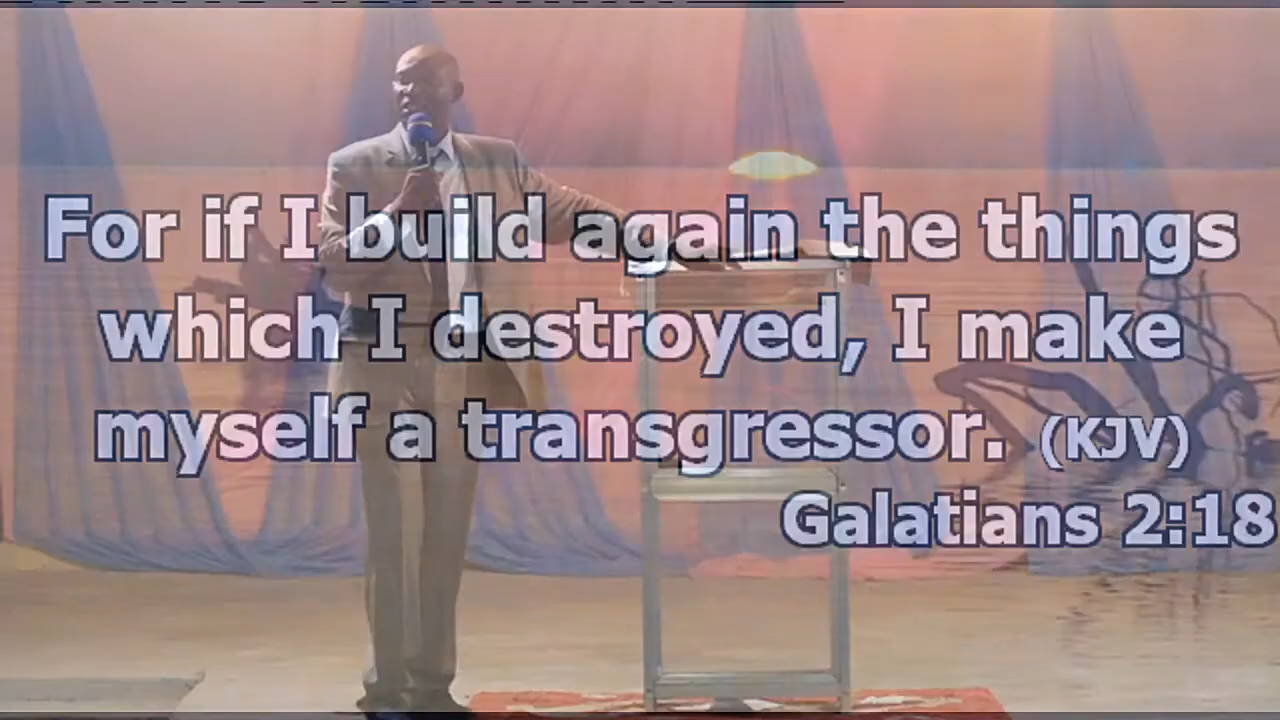 For if I build again the things
which I destroyed, I make
myself a transgressor. (KJV)
Galatians 2:18